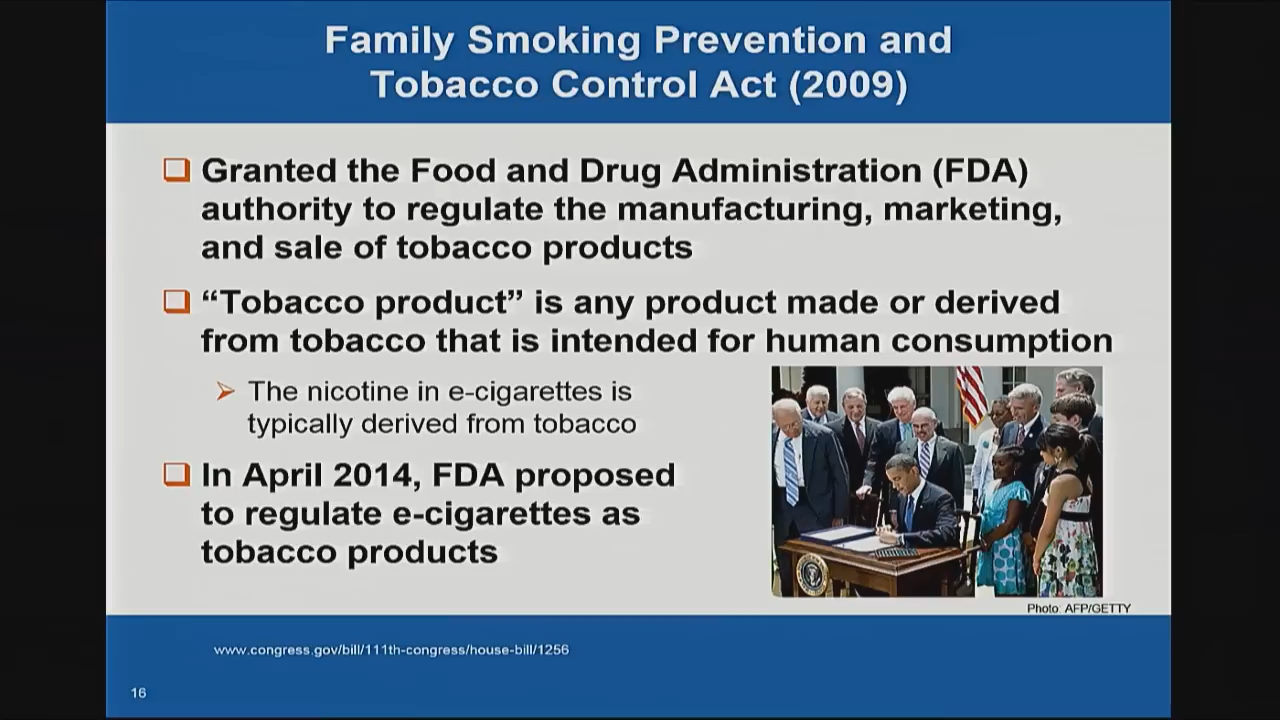 Family Smoking Prevention and
Tobacco Control Act (2009)
Granted the Food and Drug Administration (FDA)
authority to regulate the manufacturing, marketing,
and sale of tobacco products
“Tobacco product” is any product made or derived
from tobacco that is intended for human consumption
The nicotine in e-cigarettes is
typically derived from tobacco
In April 2014, FDA proposed
to regulate e-cigarettes as
tobacco products
Photo: AFP/GETTY
www.congress.gov/bill/111th-congress/house-bill/1256
16